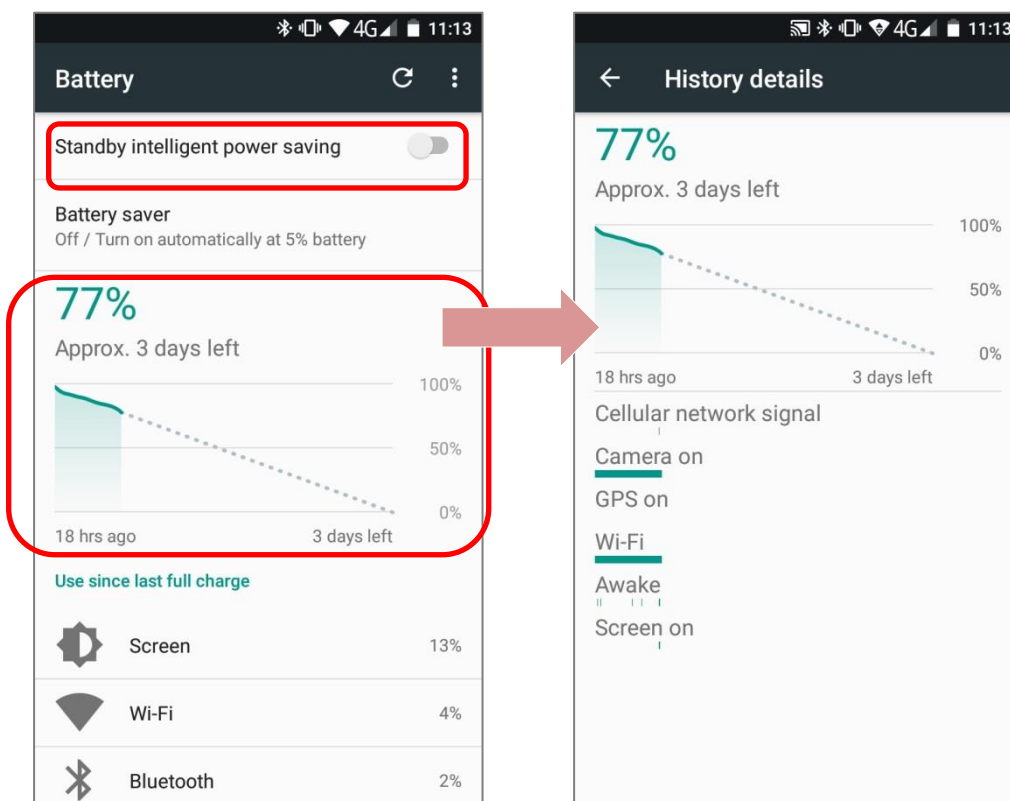 4G 11:13
Battery
Standby intelligent power saving
Battery saver
Off / Turn on automatically at 5% battery
77%
Approx. 3 days left
100%
50%
0%
18 hrs ago 3 days left
Use since last full charge
Screen 13%
Wi-Fi 4%
Bluetooth 2%
4G 11:13
History details
77%
Approx. 3 days left
100%
50%
0%
18 hrs ago 3 days left
Cellular network signal
Camera on
GPS on
Wi-Fi
Awake
Screen on